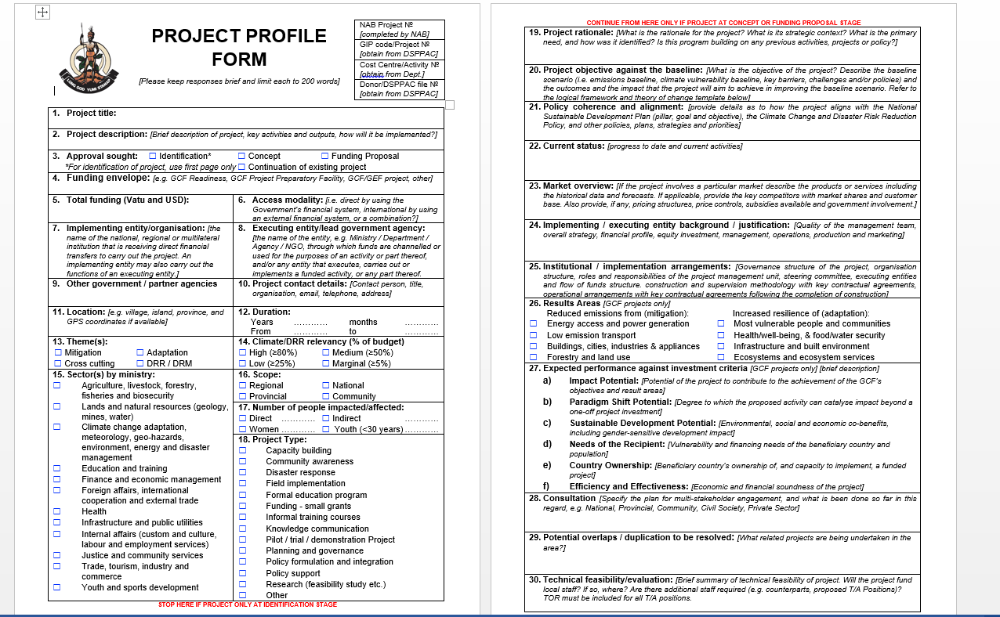 PROJECT PROFILE
FORM
[Please keep responses brief and limit each to 200 words]
NAB Project №
[completed by NAB]
GIP code/Project №
[obtain from DSPPAC]
Cost Centre/Activity №
[obtain from Dept.]
Donor/DSPPAC file №
[obtain from DSPPAC]
LONG GOD YUMI STANAP
1. Project title:
2. Project description: [Brief description of project, key activities and outputs, how will it be implemented?]
3. Approval sought: ☐ Identification* ☐ Concept ☐ Funding Proposal
*For identification of project, use first page only ☐ Continuation of existing project
4. Funding envelope: [e.g. GCF Readiness, GCF Project Preparatory Facility, GCF/GEF project, other]
5. Total funding (Vatu and USD):
6. Access modality: [i.e. direct by using the
Government's financial system, international by using
an external financial system, or a combination?]
7. Implementing entity/organisation: [the
name of the national, regional or multilateral
institution that is receiving direct financial
transfers to carry out the project. An
implementing entity may also carry out the
functions of an executing entity.]
8. Executing entity/lead government agency:
[the name of the entity, e.g. Ministry / Department /
Agency / NGO, through which funds are channelled or
used for the purposes of an activity or part thereof,
and/or any entity that executes, carries out or
implements a funded activity, or any part thereof.
9. Other government / partner agencies
10. Project contact details: [Contact person, title,
organisation, email, telephone, address]
11. Location: [e.g. village, island, province, and
GPS coordinates if available]
12. Duration:
Years ............ months ............
From ............ to ............
13. Theme(s):
☐ Mitigation ☐ Adaptation
☐ Cross cutting ☐ DRR / DRM
14. Climate/DRR relevancy (% of budget)
☐ High (≥80%) ☐ Medium (≥50%)
☐ Low (≥25%) ☐ Marginal (≥5%)
15. Sector(s) by ministry:
☐ Agriculture, livestock, forestry,
fisheries and biosecurity
☐ Lands and natural resources (geology,
mines, water)
☐ Climate change adaptation,
meteorology, geo-hazards,
environment, energy and disaster
management
☐ Education and training
☐ Finance and economic management
☐ Foreign affairs, international
cooperation and external trade
☐ Health
☐ Infrastructure and public utilities
☐ Internal affairs (custom and culture,
labour and employment services)
☐ Justice and community services
☐ Trade, tourism, industry and
commerce
☐ Youth and sports development
16. Scope:
☐ Regional ☐ National
☐ Provincial ☐ Community
17. Number of people impacted/affected:
☐ Direct ............ ☐ Indirect ............
☐ Women ............ ☐ Youth (<30 years) ............
18. Project Type:
☐ Capacity building
☐ Community awareness
☐ Disaster response
☐ Field implementation
☐ Formal education program
☐ Funding - small grants
☐ Informal training courses
☐ Knowledge communication
☐ Pilot / trial / demonstration Project
☐ Planning and governance
☐ Policy formulation and integration
☐ Policy support
☐ Research (feasibility study etc.)
☐ Other
STOP HERE IF PROJECT ONLY AT IDENTIFICATION STAGE
CONTINUE FROM HERE ONLY IF PROJECT AT CONCEPT OR FUNDING PROPOSAL STAGE
19. Project rationale: [What is the rationale for the project? What is its strategic context? What is the primary
need, and how was it identified? Is this program building on any previous activities, projects or policy?]
20. Project objective against the baseline: [What is the objective of the project? Describe the baseline
scenario (i.e. emissions baseline, climate vulnerability baseline, key barriers, challenges and/or policies) and
the outcomes and the impact that the project will aim to achieve in improving the baseline scenario. Refer to
the logical framework and theory of change template below]
21. Policy coherence and alignment: [provide details as to how the project aligns with the National
Sustainable Development Plan (pillar, goal and objective), the Climate Change and Disaster Risk Reduction
Policy, and other policies, plans, strategies and priorities]
22. Current status: [progress to date and current activities]
23. Market overview: [If the project involves a particular market describe the products or services including
the historical data and forecasts. If applicable, provide the key competitors with market shares and customer
base. Also provide, if any, pricing structures, price controls, subsidies available and government involvement.]
24. Implementing / executing entity background / justification: [Quality of the management team,
overall strategy, financial profile, equity investment, management, operations, production and marketing]
25. Institutional / implementation arrangements: [Governance structure of the project, organisation
structure, roles and responsibilities of the project management unit, steering committee, executing entities
and flow of funds structure. construction and supervision methodology with key contractual agreements,
operational arrangements with key contractual agreements following the completion of construction]
26. Results Areas [GCF projects only]
Reduced emissions from (mitigation): Increased resilience of (adaptation):
☐ Energy access and power generation ☐ Most vulnerable people and communities
☐ Low emission transport ☐ Health/well-being, & food/water security
☐ Buildings, cities, industries & appliances ☐ Infrastructure and built environment
☐ Forestry and land use ☐ Ecosystems and ecosystem services
27. Expected performance against investment criteria [GCF projects only] [brief description]
a) Impact Potential: [Potential of the project to contribute to the achievement of the GCF's
objectives and result areas]
b) Paradigm Shift Potential: [Degree to which the proposed activity can catalyse impact beyond a
one-off project investment]
c) Sustainable Development Potential: [Environmental, social and economic co-benefits,
including gender-sensitive development impact]
d) Needs of the Recipient: [Vulnerability and financing needs of the beneficiary country and
population]
e) Country Ownership: [Beneficiary country's ownership of, and capacity to implement, a funded
project]
f) Efficiency and Effectiveness: [Economic and financial soundness of the project]
28. Consultation [Specify the plan for multi-stakeholder engagement, and what is been done so far in this
regard, e.g. National, Provincial, Community, Civil Society, Private Sector]
29. Potential overlaps / duplication to be resolved: [What related projects are being undertaken in the
area?]
30. Technical feasibility/evaluation: [Brief summary of technical feasibility of project. Will the project fund
local staff? If so, where? Are there additional staff required (e.g. counterparts, proposed T/A Positions)?
TOR must be included for all T/A positions.